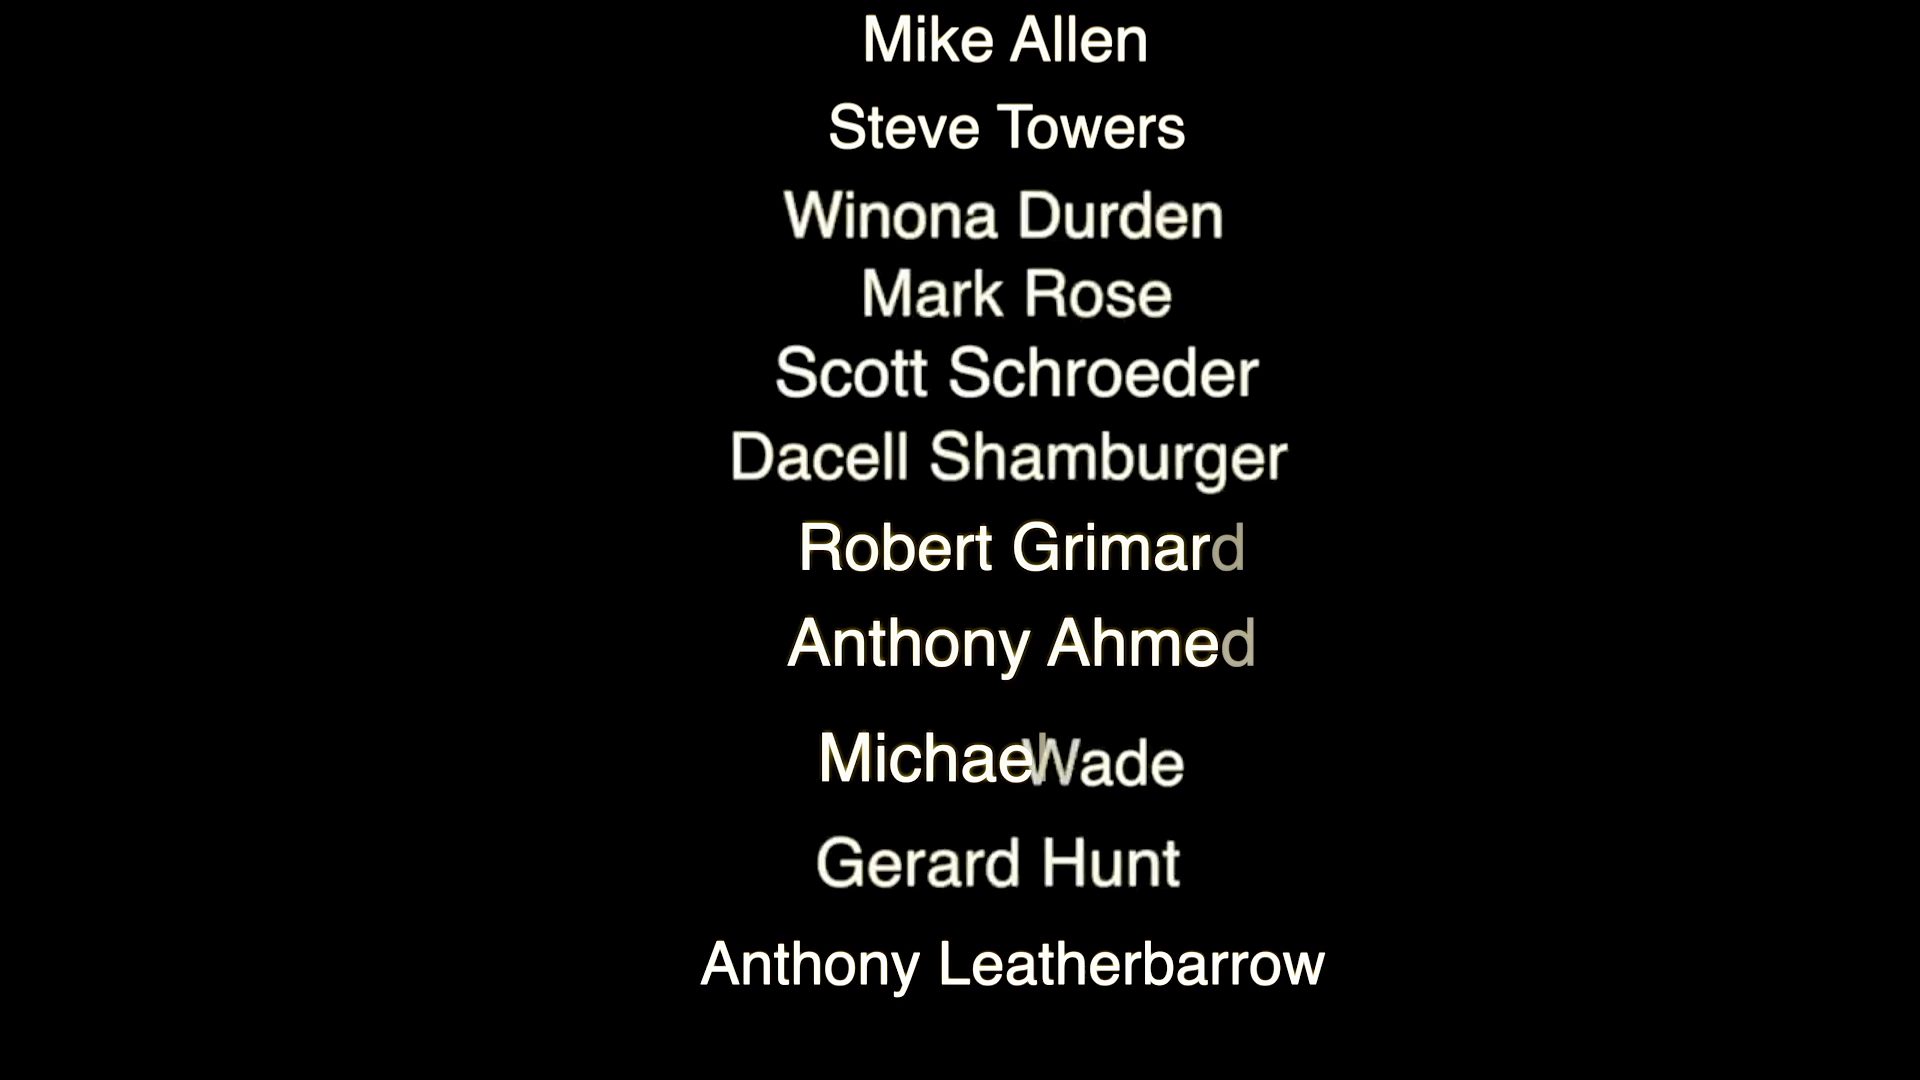 Mike Allen
Steve Towers
Winona Durden
Mark Rose
Scott Schroeder
Dacell Shamburger
Robert Grimard
Anthony Ahmed
Michael Wade
Gerard Hunt
Anthony Leatherbarrow